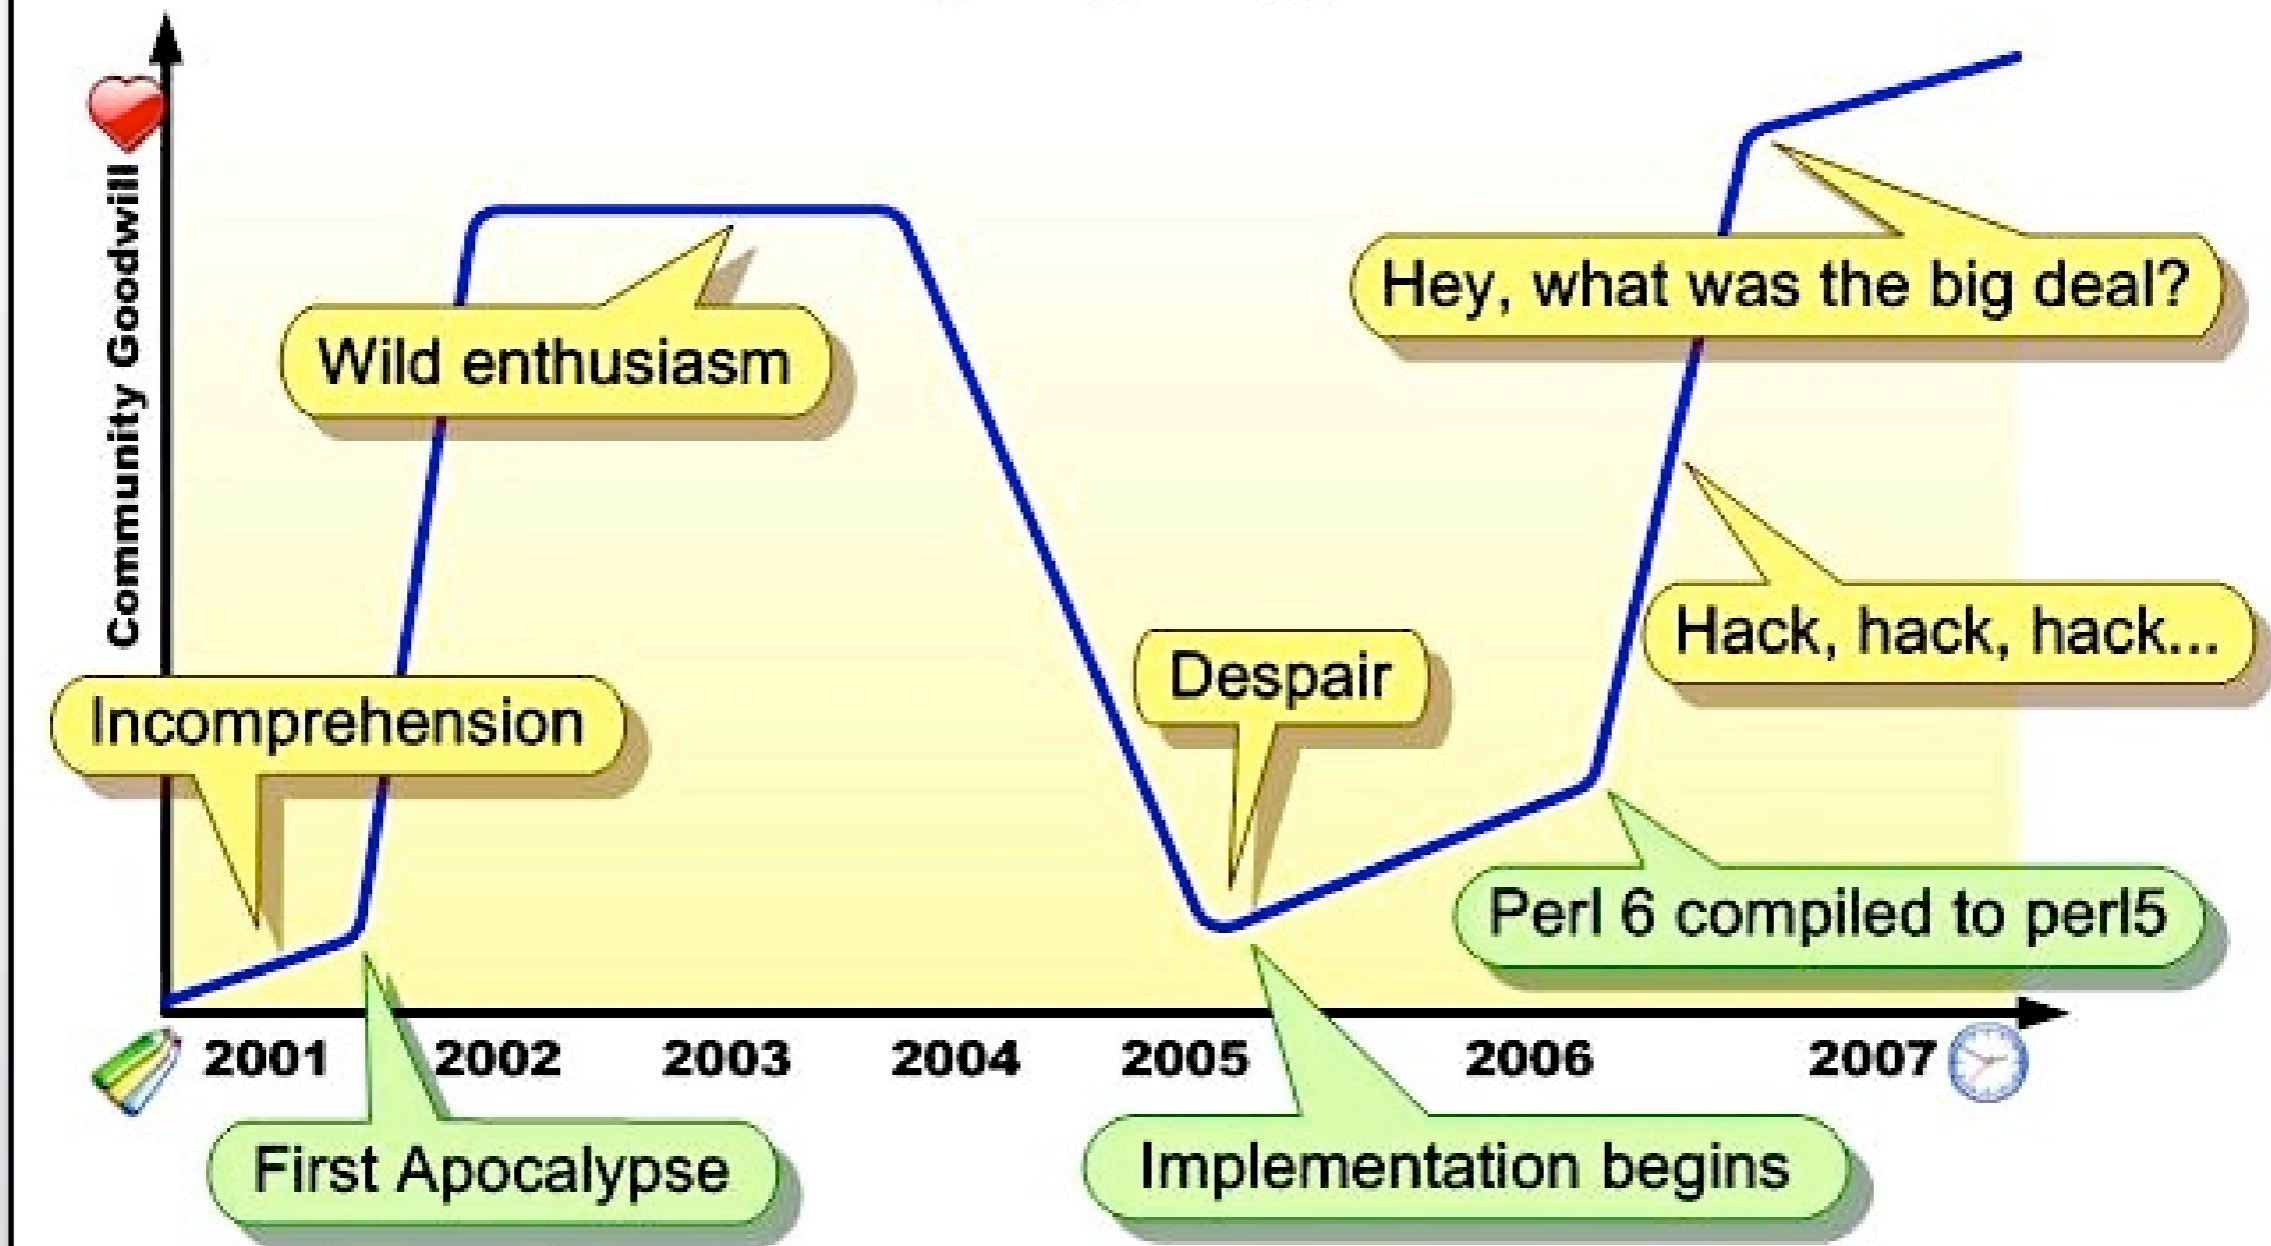 Community Goodwill
Hey, what was the big deal?
Wild enthusiasm
Hack, hack, hack...
Despair
Incomprehension
Perl 6 compiled to perl5
2001 2002 2003 2004 2005 2006 2007
First Apocalypse
Implementation begins